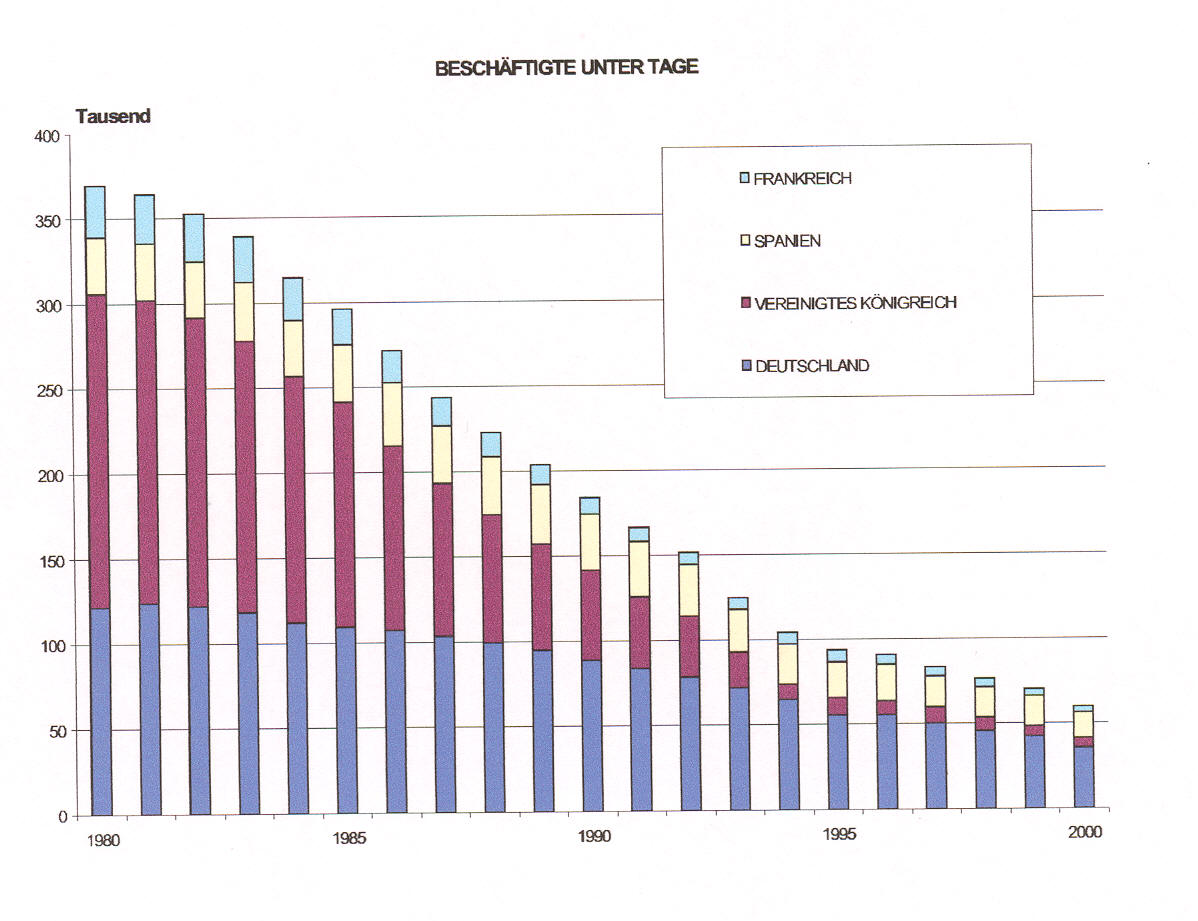 BESCHÄFTIGTE UNTER TAGE
Tausend
400
350
300
250
200
150
100
50
0
FRANKREICH
SPANIEN
VEREINIGTES KÖNIGREICH
DEUTSCHLAND
1980
1985
1990
1995
2000